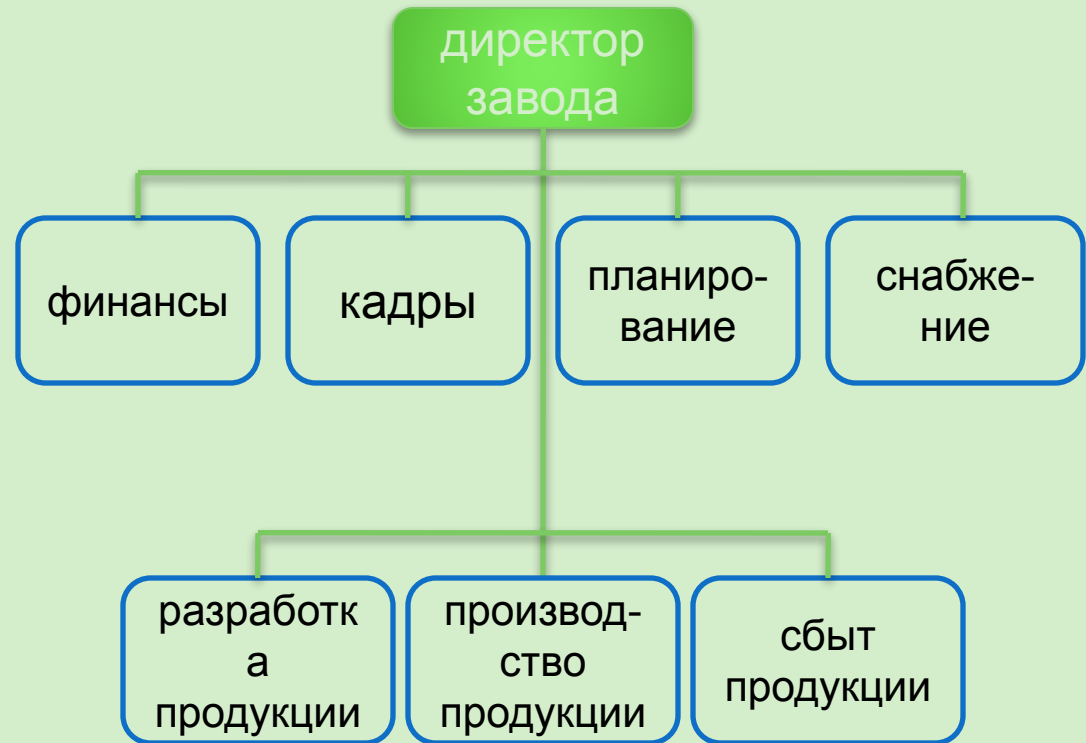 директор
завода
финансы
кадры
планиро-
вание
снабже-
ние
разработк
а
продукции
производ-
ство
продукции
сбыт
продукции